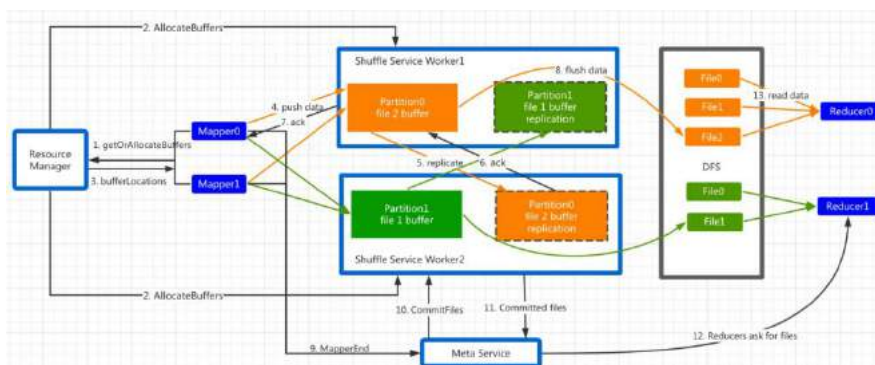 2. AllocateBuffers
Shuffle Service Worker1
8. flush data
File0
4. push data
Partition0
file 2 buffer
Partition1
file 1 buffer
replication
13. read data
7. ack
File1
Reducer0
Mapper0
Resource
Manager
1. getOrAllocateBuffers
File2
3. bufferLocations
Mapper1
5. replicate
6. ack
DFS
Partition1
file 1 buffer
Partition0
file 2 buffer
replication
File0
File1
Reducer1
Shuffle Service Worker2
2. AllocateBuffers
10. CommitFiles
11. Committed files
12. Reducers ask for files
9. MapperEnd
Meta Service